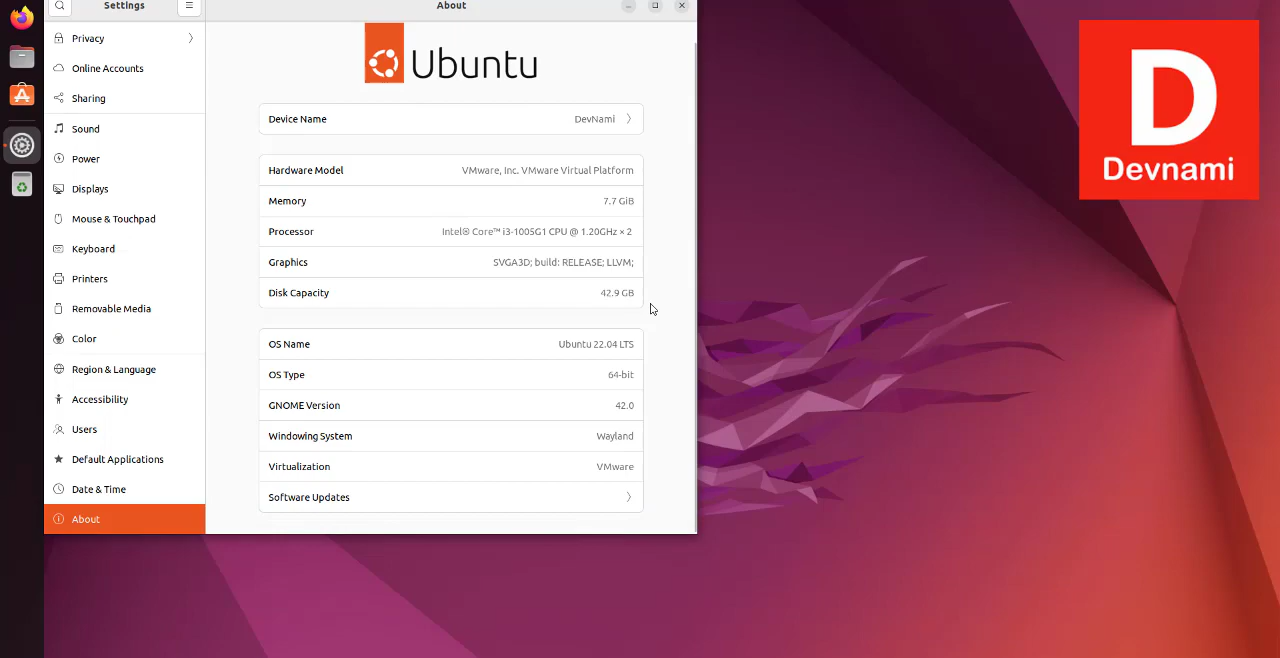 Settings
About
Privacy
Online Accounts
Sharing
Sound
Power
Displays
Mouse & Touchpad
Keyboard
Printers
Removable Media
Color
Region & Language
Accessibility
Users
Default Applications
Date & Time
About
Ubuntu
Device Name DevNami
Hardware Model VMware, Inc. VMware Virtual Platform
Memory 7.7 GiB
Processor Intel® Core™ i3-1005G1 CPU @ 1.20GHz × 2
Graphics SVGA3D; build: RELEASE; LLVM;
Disk Capacity 42.9 GB
OS Name Ubuntu 22.04 LTS
OS Type 64-bit
GNOME Version 42.0
Windowing System Wayland
Virtualization VMware
Software Updates
D
Devnami